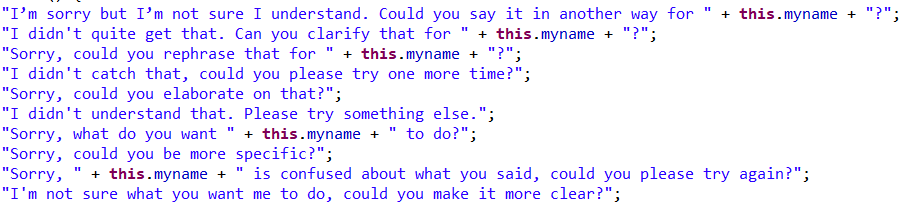 "I’m sorry but I’m not sure I understand. Could you say it in another way for " + this.myname + "?";
"I didn't quite get that. Can you clarify that for " + this.myname + "?";
"Sorry, could you rephrase that for " + this.myname + "?";
"I didn't catch that, could you please try one more time?";
"Sorry, could you elaborate on that?";
"I didn't understand that. Please try something else.";
"Sorry, what do you want " + this.myname + " to do?";
"Sorry, could you be more specific?";
"Sorry, " + this.myname + " is confused about what you said, could you please try again?";
"I'm not sure what you want me to do, could you make it more clear?";